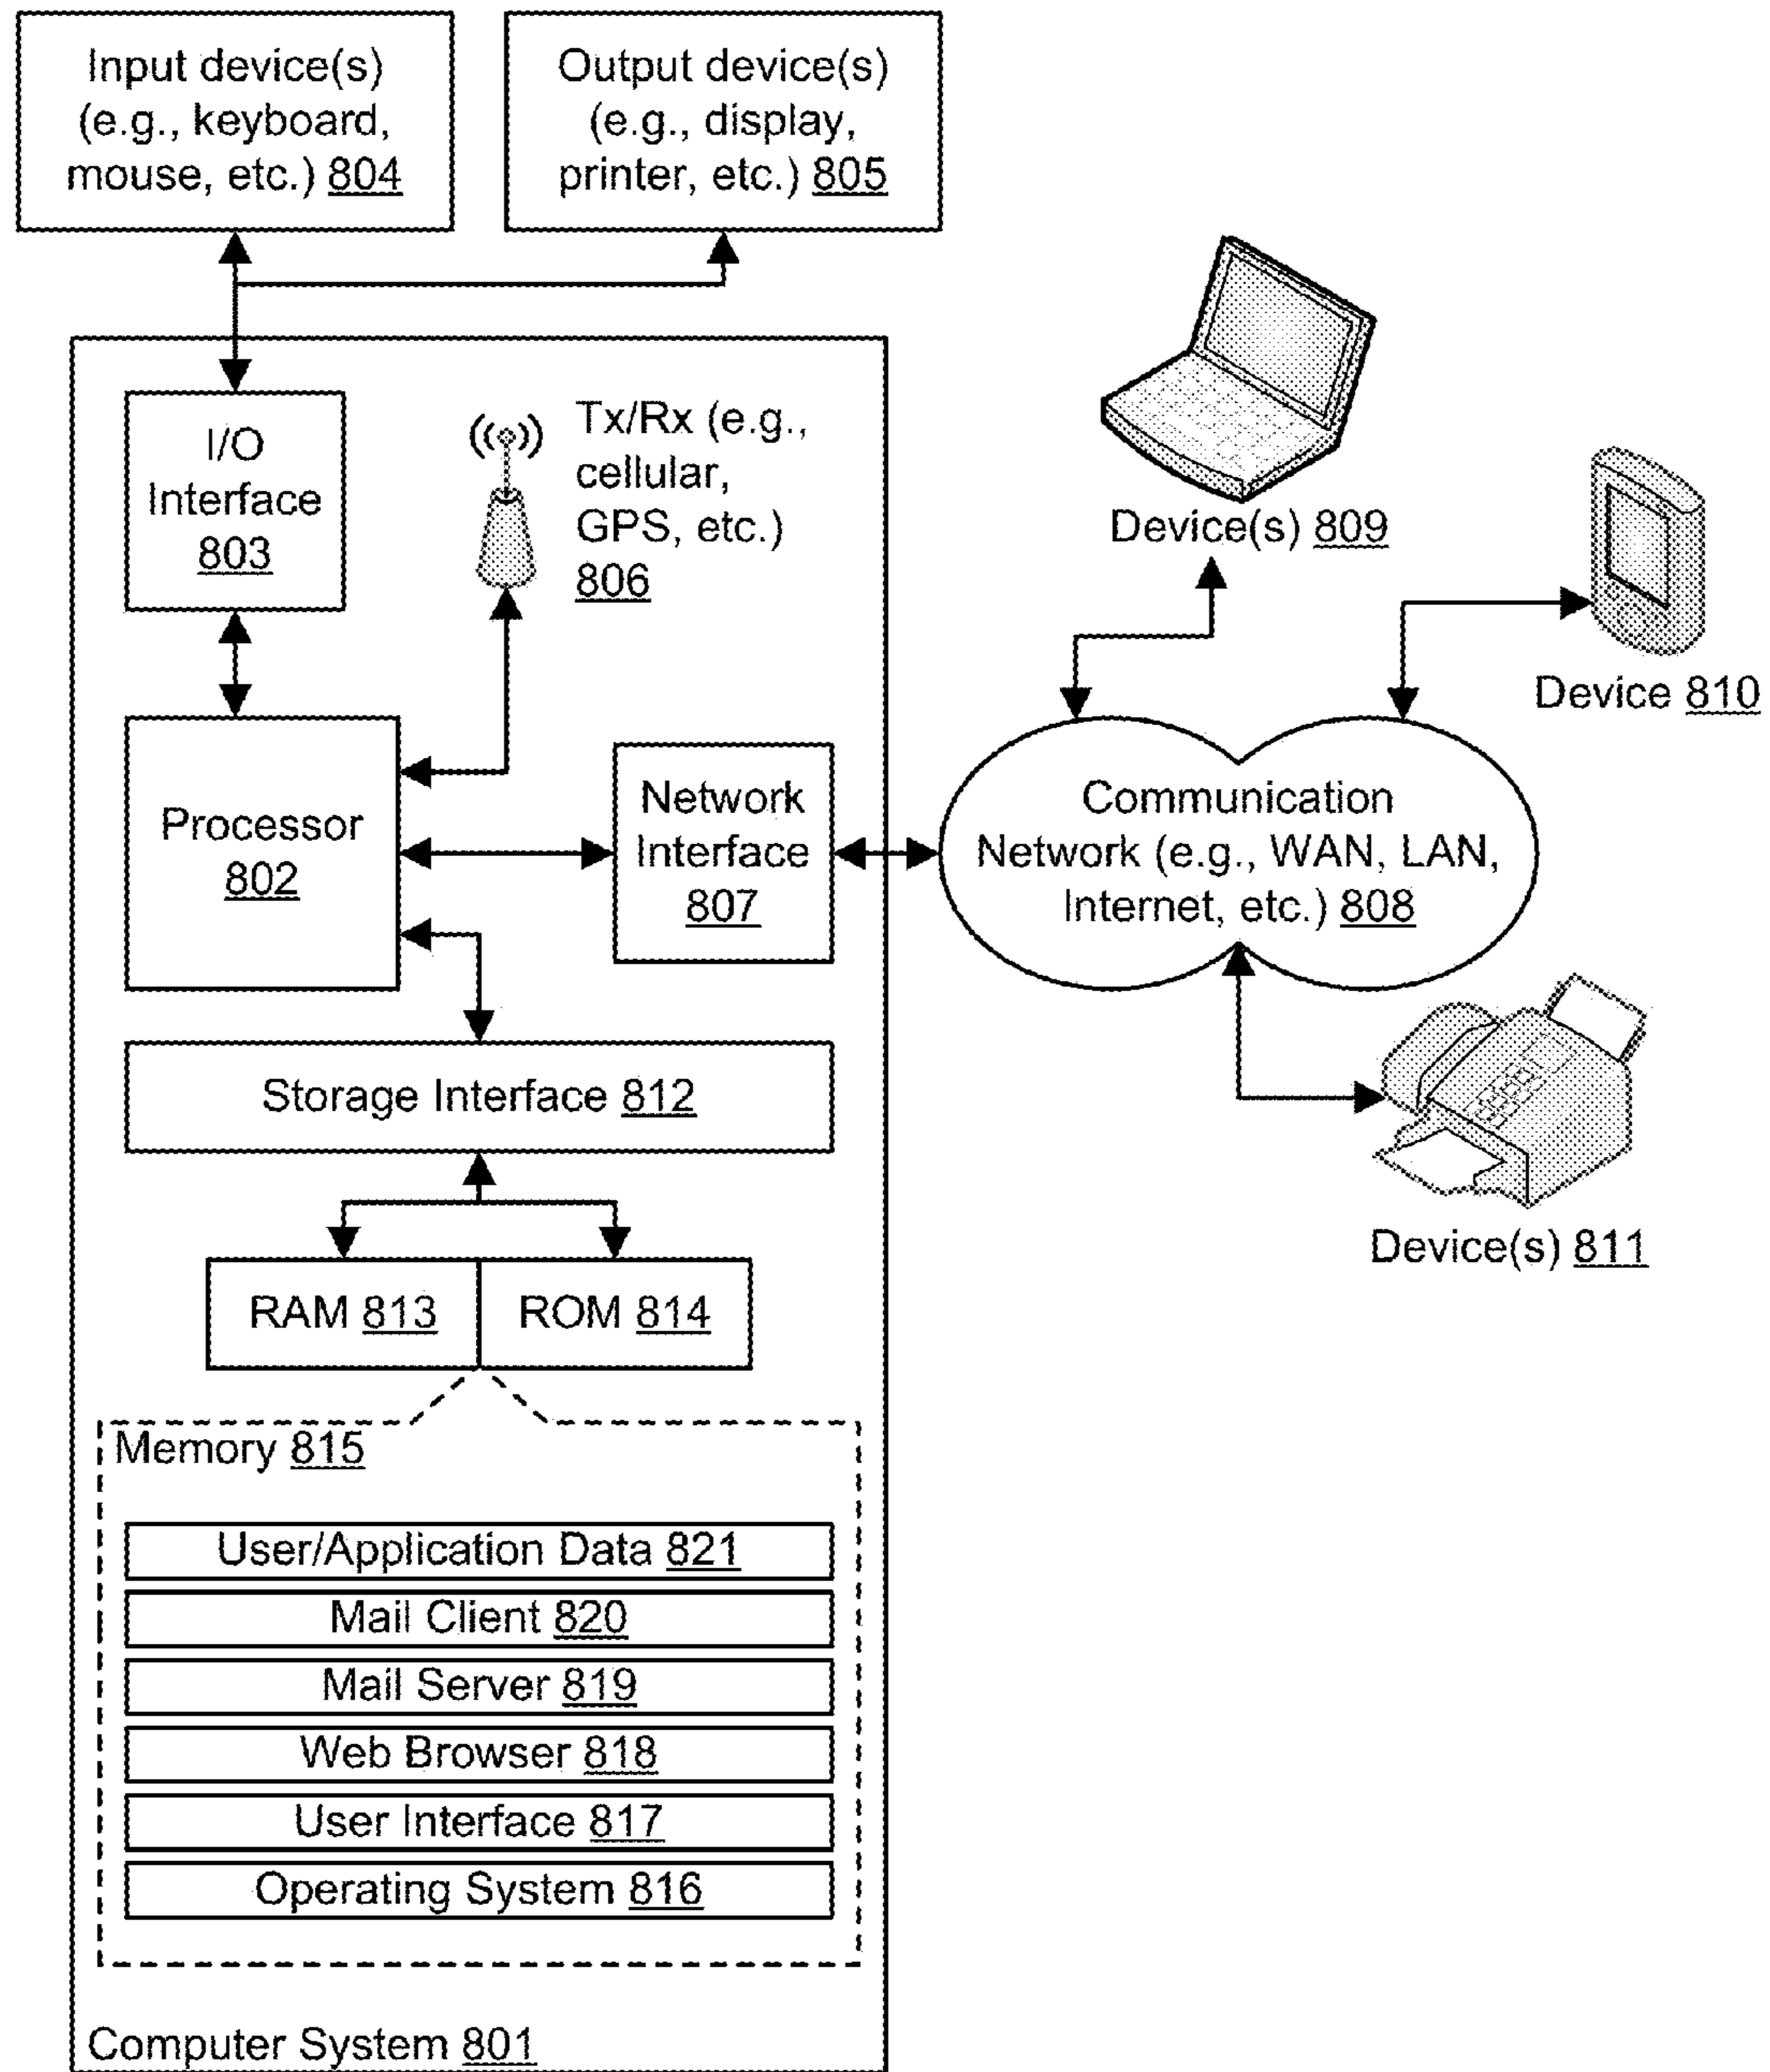 Input device(s)
(e.g., keyboard,
mouse, etc.) 804
Output device(s)
(e.g., display,
printer, etc.) 805
I/O
Interface
803
Tx/Rx (e.g.,
cellular,
GPS, etc.)
806
Device(s) 809
Device 810
Processor
802
Network
Interface
807
Communication
Network (e.g., WAN, LAN,
Internet, etc.) 808
Storage Interface 812
Device(s) 811
RAM 813
ROM 814
Memory 815
User/Application Data 821
Mail Client 820
Mail Server 819
Web Browser 818
User Interface 817
Operating System 816
Computer System 801